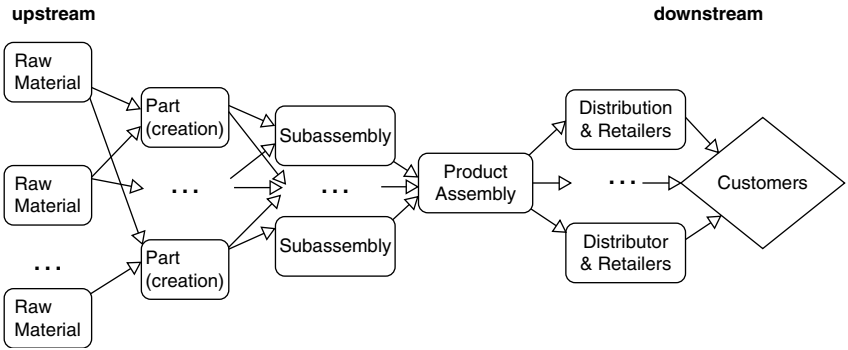 upstream
downstream
Raw
Material
Raw
Material
...
Raw
Material
Part
(creation)
...
Part
(creation)
Subassembly
...
Subassembly
Product
Assembly
Distribution
& Retailers
...
Distributor
& Retailers
Customers